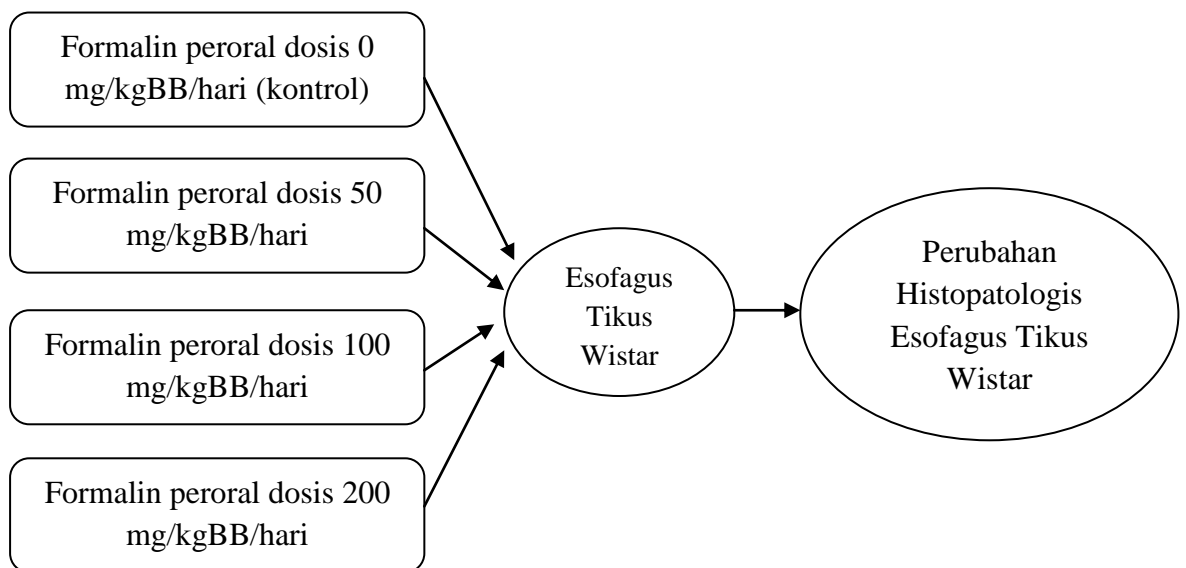 Formalin peroral dosis 0
mg/kgBB/hari (kontrol)
Formalin peroral dosis 50
mg/kgBB/hari
Formalin peroral dosis 100
mg/kgBB/hari
Formalin peroral dosis 200
mg/kgBB/hari
Esofagus
Tikus
Wistar
Perubahan
Histopatologis
Esofagus Tikus
Wistar